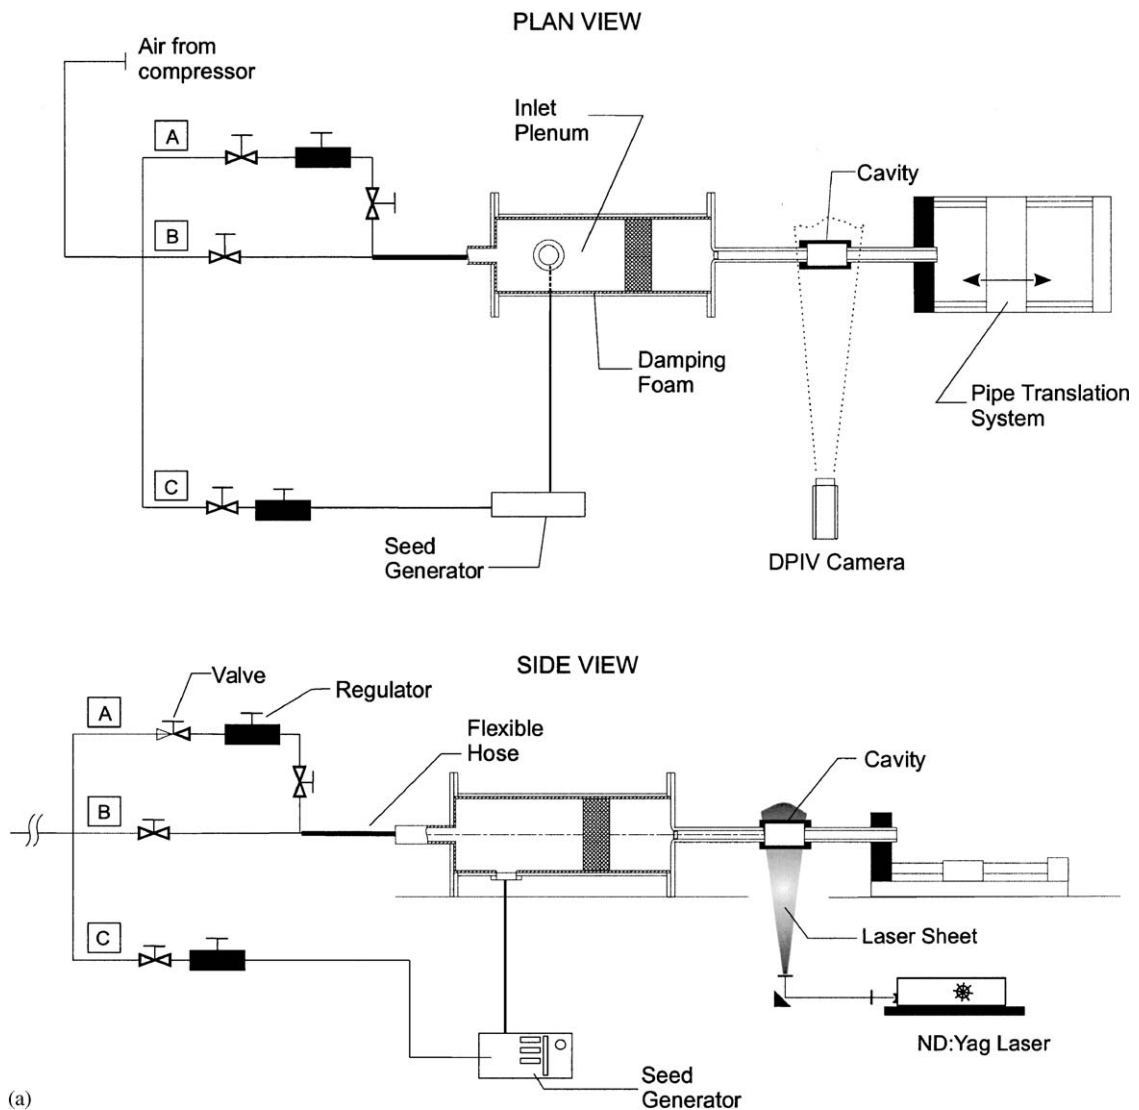 PLAN VIEW
Air from
compressor
A
Inlet
Plenum
Cavity
B
Damping
Foam
Pipe Translation
System
C
Seed
Generator
DPIV Camera
SIDE VIEW
Valve
Regulator
A
Flexible
Hose
Cavity
B
C
Laser Sheet
ND:Yag Laser
Seed
Generator
(a)